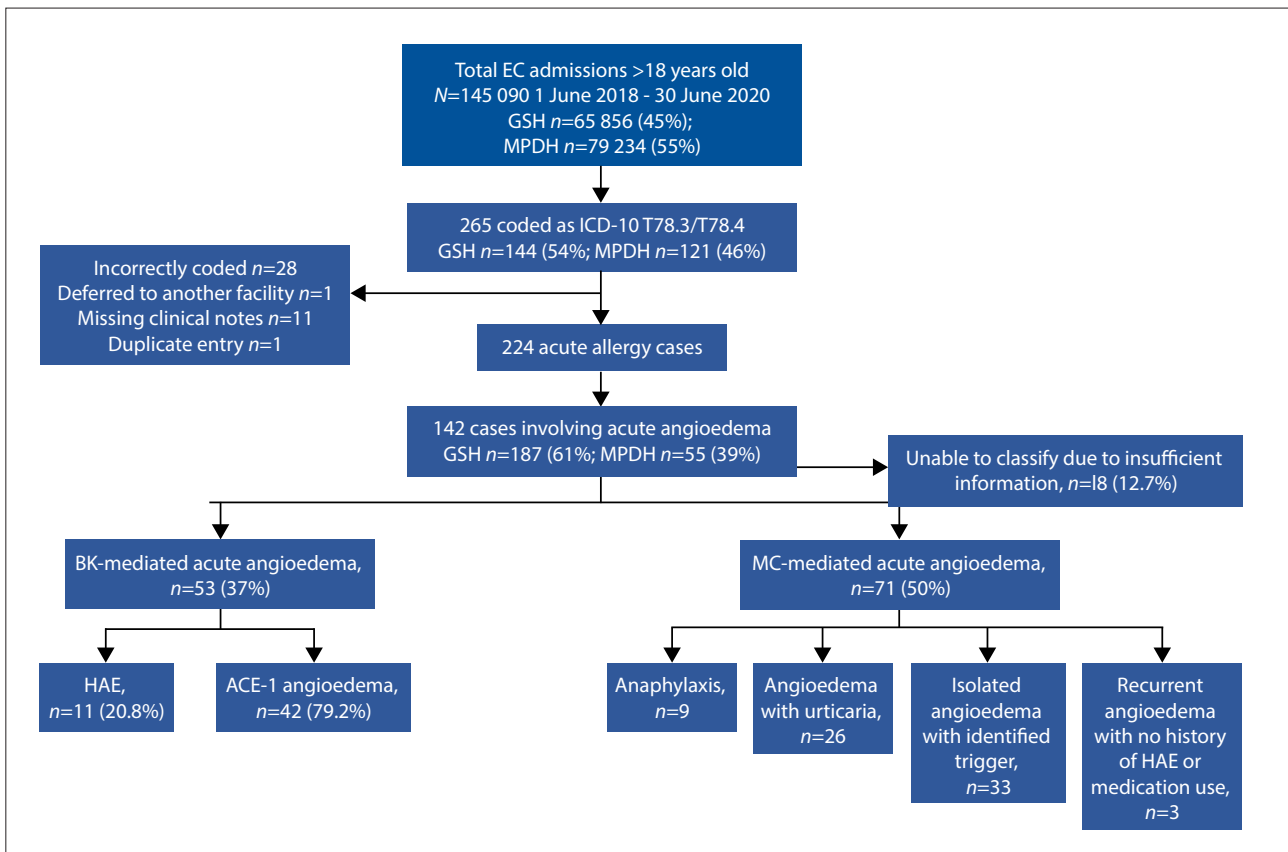 Total EC admissions >18 years old
N=145 090 1 June 2018 - 30 June 2020
GSH n=65 856 (45%);
MPDH n=79 234 (55%)
265 coded as ICD-10 T78.3/T78.4
GSH n=144 (54%; MPDH n=121 (46%)
Incorrectly coded n=28
Deferred to another facility n=1
Missing clinical notes n=11
Duplicate entry n=1
224 acute allergy cases
142 cases involving acute angioedema
GSH n=187 (61%; MPDH n=55 (39%)
Unable to classify due to insufficient
information, n=l8 (12.7%)
BK-mediated acute angioedema,
n=53 (37%)
MC-mediated acute angioedema,
n=71 (50%)
HAE,
n=11 (20.8%)
ACE-1 angioedema,
n=42 (79.2%)
Anaphylaxis,
n=9
Angioedema
with urticaria,
n=26
Isolated
angioedema
with identified
trigger,
n=33
Recurrent
angioedema
with no history
of HAE or
medication use,
n=3